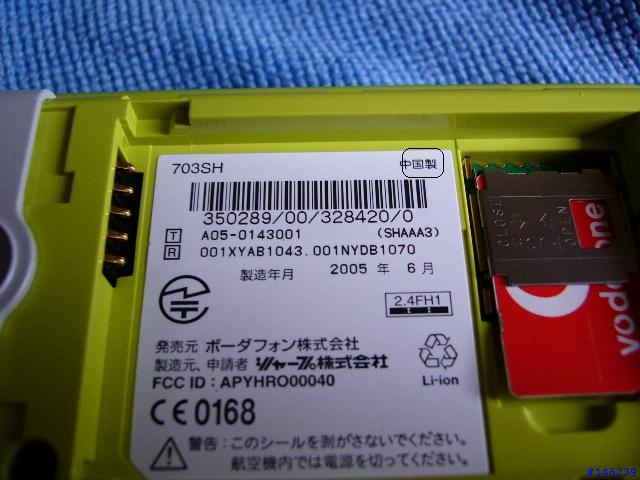 703SH
中国製
350289/00/328420/0
T A05-0143001 (SHAAA3)
R 001XYAB1043.001NYDB1070
製造年月 2005 年 6 月
2.4FH1
発売元 ボーダフォン株式会社
製造元、申請者 シャープ株式会社
FCC ID : APYHRO00040
Li-ion
CE0168
警告: このシールを剥がさないでください。
航空機内では電源を切ってください。
CLOSE
OPEN
one
vodafone
#146239